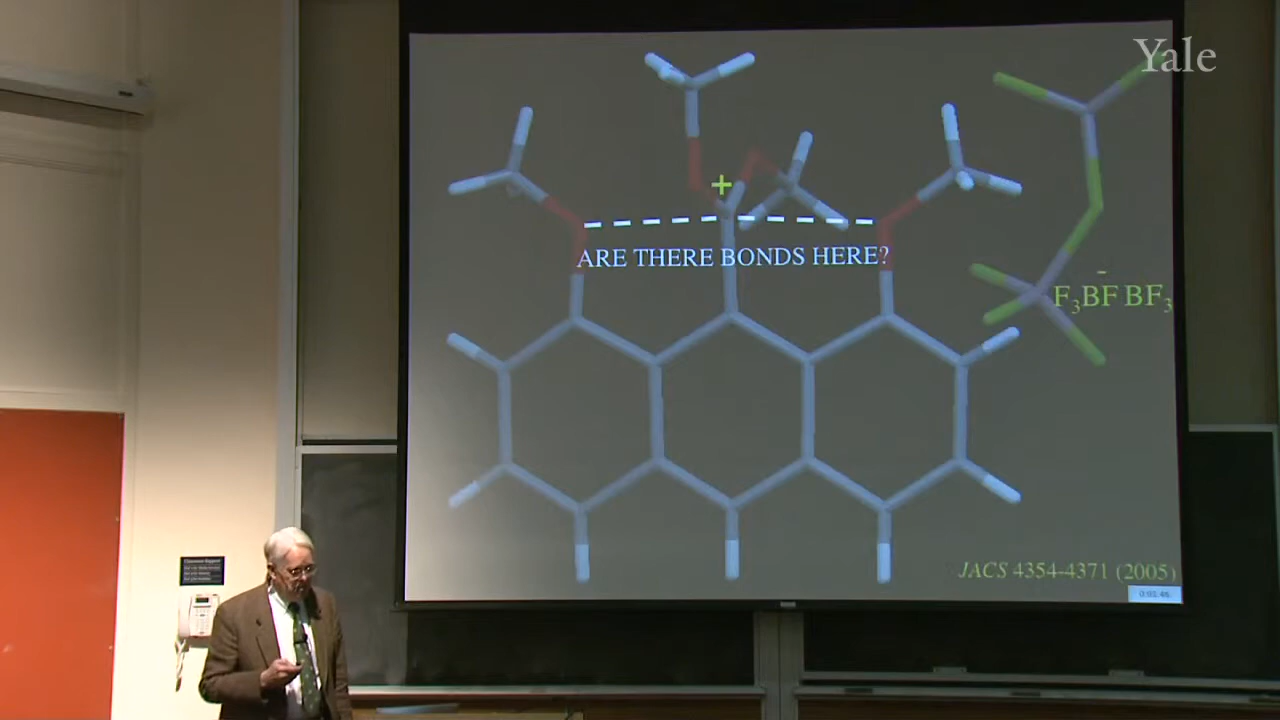 Yale
+
ARE THERE BONDS HERE?
F₃BF̄ BF₃
JACS 4354-4371 (2005)